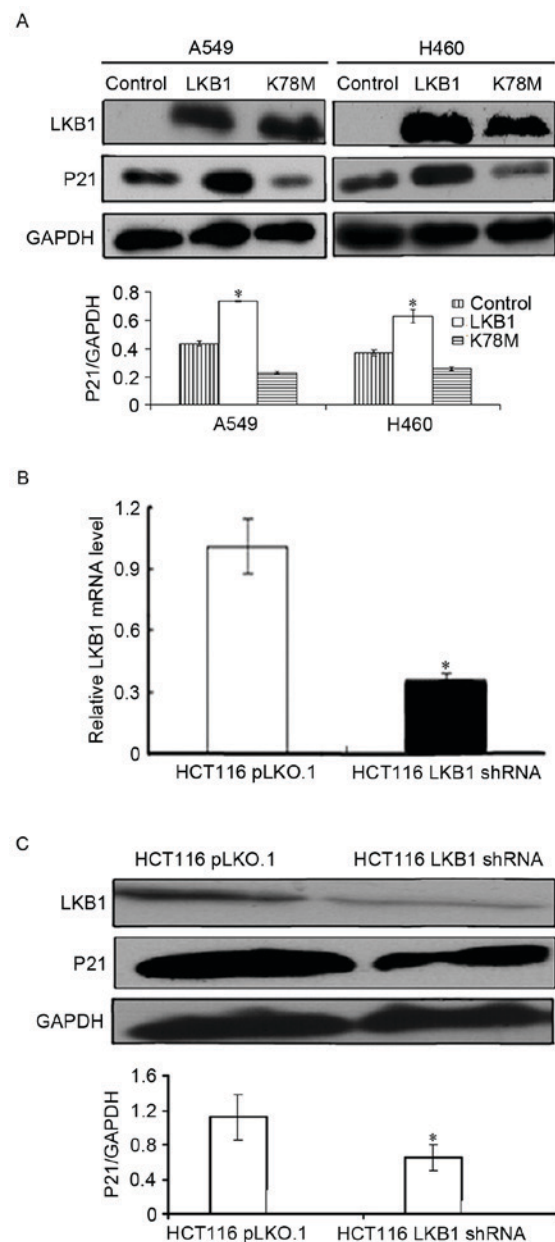 A
A549 H460
Control LKB1 K78M Control LKB1 K78M
LKB1
P21
GAPDH
P21/GAPDH
0.8
0.6
0.4
0.2
0
* *
Control
LKB1
K78M
A549 H460
B
Relative LKB1 mRNA level
1.2
0.9
0.6
0.3
0
*
HCT116 pLKO.1 HCT116 LKB1 shRNA
C
HCT116 pLKO.1 HCT116 LKB1 shRNA
LKB1
P21
GAPDH
P21/GAPDH
1.6
1.2
0.8
0.4
0
*
HCT116 pLKO.1 HCT116 LKB1 shRNA